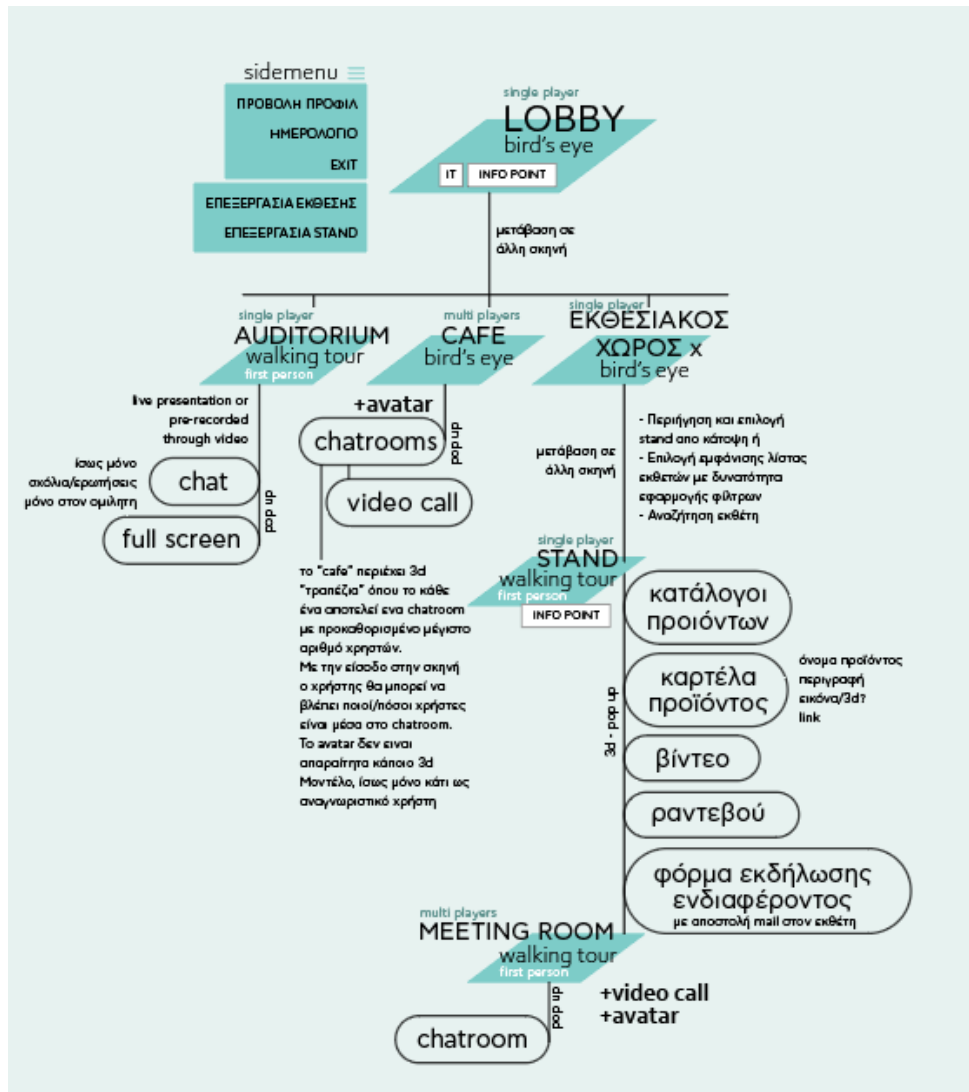 sidemenu
ΠΡΟΒΟΛΗ ΠΡΟΦΙΛ
ΗΜΕΡΟΛΟΓΙΟ
EXIT
ΕΠΕΞΕΡΓΑΣΙΑ ΕΚΘΕΣΗΣ
ΕΠΕΞΕΡΓΑΣΙΑ STAND
single player
LOBBY
bird's eye
IT
INFO POINT
μετάβαση σε
άλλη σκηνή
single player
AUDITORIUM
walking tour
first person
live presentation or
pre-recorded
through video
ίσως μόνο
σχόλια/ερωτήσεις
μόνο στον ομιλητη
chat
full screen
pop up
multi players
CAFE
bird's eye
+avatar
chatrooms
video call
pop up
το "cafe" περιέχει 3d
"τραπέζια" όπου το κάθε
ένα αποτελεί ενα chatroom
με προκαθορισμένο μέγιστο
αριθμό χρηστών.
Με την είσοδο στην σκηνή
ο χρήστης θα μπορεί να
βλέπει ποιοί/πόσοι χρήστες
είναι μέσα στο chatroom.
Το avatar δεν ειναι
απαραίτητα κάποιο 3d
Μοντέλο, ίσως μόνο κάτι ως
αναγνωριστικό χρήστη
single player
ΕΚΘΕΣΙΑΚΟΣ
ΧΩΡΟΣ x
bird's eye
μετάβαση σε
άλλη σκηνή
- Περιήγηση και επιλογή
stand απο κάτοψη ή
- Επιλογή εμφάνισης λίστας
εκθετών με δυνατότητα
εφαρμογής φίλτρων
- Αναζήτηση εκθέτη
single player
STAND
walking tour
first person
INFO POINT
3d - pop up
κατάλογοι
προιόντων
καρτέλα
προϊόντος
όνομα προϊόντος
περιγραφή
εικόνα/3d?
link
βίντεο
ραντεβού
φόρμα εκδήλωσης
ενδιαφέροντος
με αποστολή mail στον εκθέτη
multi players
MEETING ROOM
walking tour
first person
pop up
+video call
+avatar
chatroom